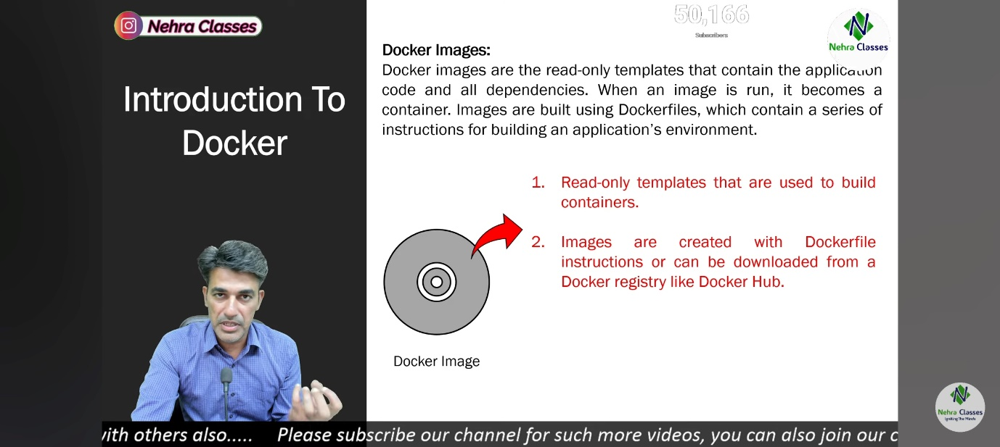 Nehra Classes
50,166
Subscribers
Nehra Classes
Introduction To
Docker
Docker Images:
Docker images are the read-only templates that contain the application
code and all dependencies. When an image is run, it becomes a
container. Images are built using Dockerfiles, which contain a series of
instructions for building an application’s environment.
1. Read-only templates that are used to build
containers.
2. Images are created with Dockerfile
instructions or can be downloaded from a
Docker registry like Docker Hub.
Docker Image
Nehra Classes
Igniting The Minds
with others also..... Please subscribe our channel for such more videos, you can also join our c